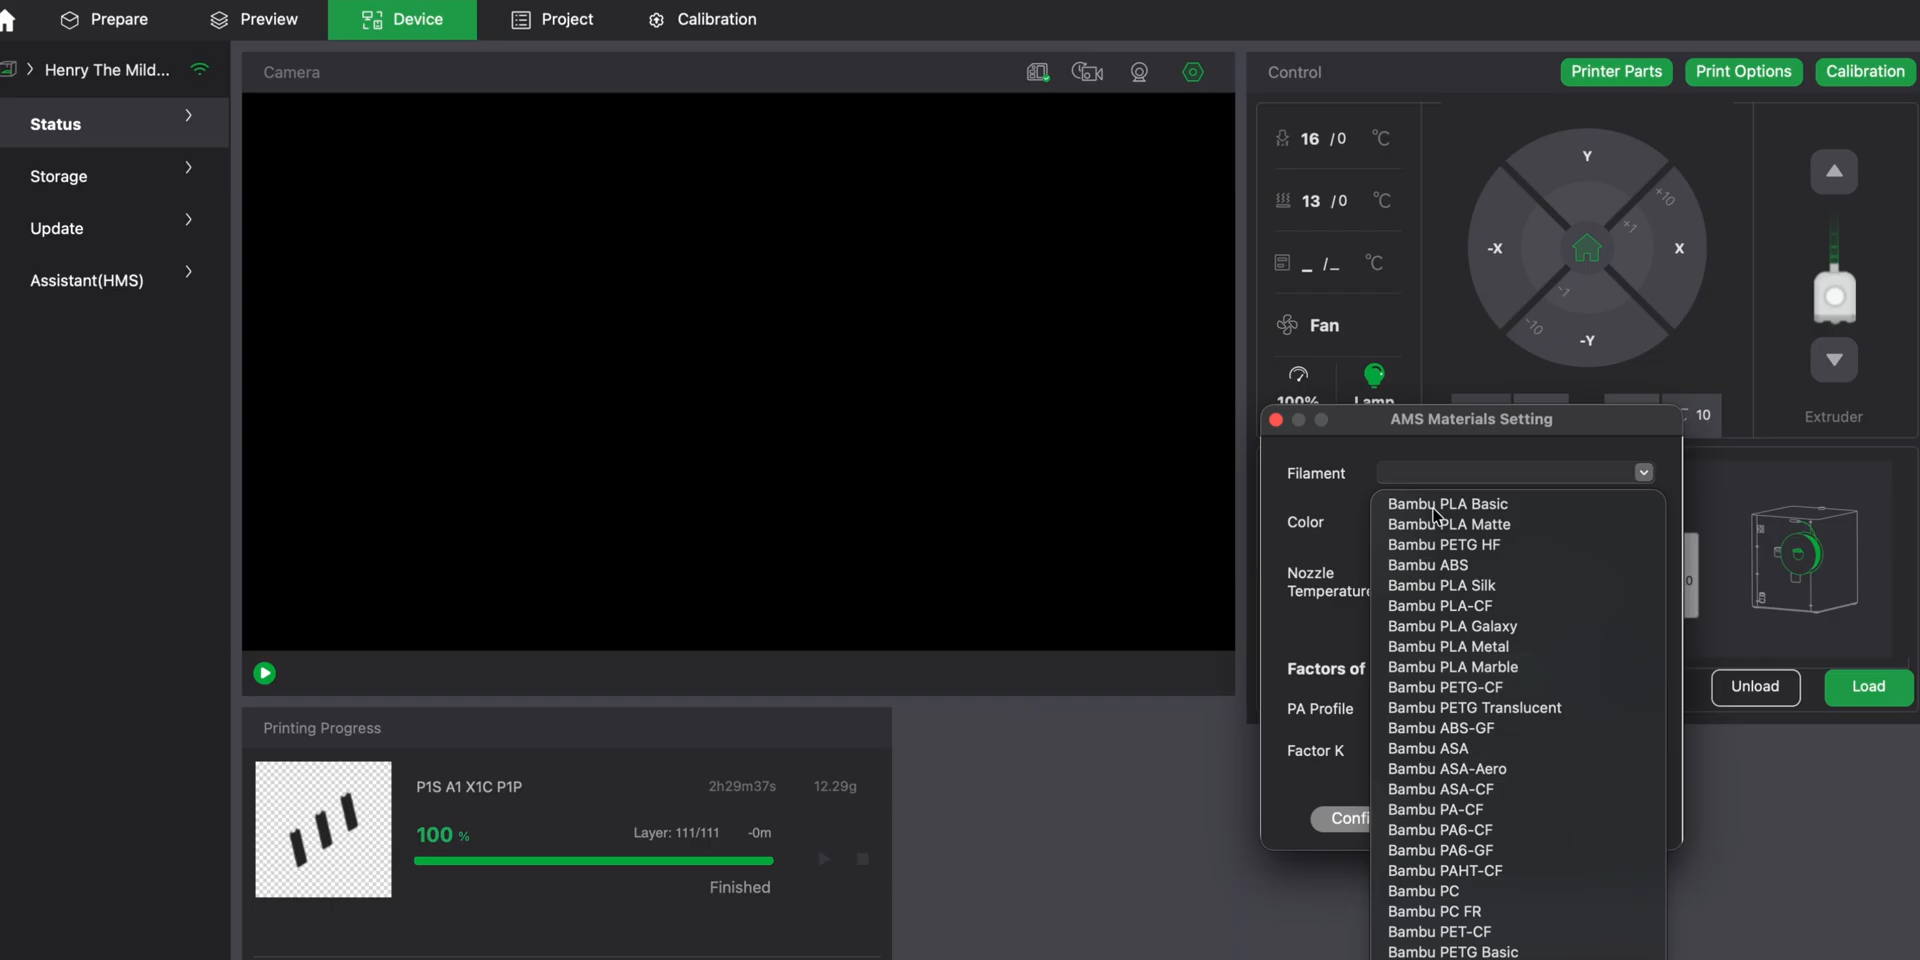 Prepare
Preview
Device
Project
Calibration
Henry The Mild...
Status
Storage
Update
Assistant(HMS)
Camera
Control
Printer Parts
Print Options
Calibration
16 /0 °C
13 /0 °C
_ /_ °C
Fan
100%
Lamp
Y
-X
X
-Y
+10
+1
-1
-10
10
Extruder
AMS Materials Setting
Filament
Color
Nozzle
Temperature
Factors of
PA Profile
Factor K
Confi
Bambu PLA Basic
Bambu PLA Matte
Bambu PETG HF
Bambu ABS
Bambu PLA Silk
Bambu PLA-CF
Bambu PLA Galaxy
Bambu PLA Metal
Bambu PLA Marble
Bambu PETG-CF
Bambu PETG Translucent
Bambu ABS-GF
Bambu ASA
Bambu ASA-Aero
Bambu ASA-CF
Bambu PA-CF
Bambu PA6-CF
Bambu PA6-GF
Bambu PAHT-CF
Bambu PC
Bambu PC FR
Bambu PET-CF
Bambu PETG Basic
Unload
Load
Printing Progress
P1S A1 X1C P1P
2h29m37s
12.29g
100 %
Layer: 111/111
-0m
Finished